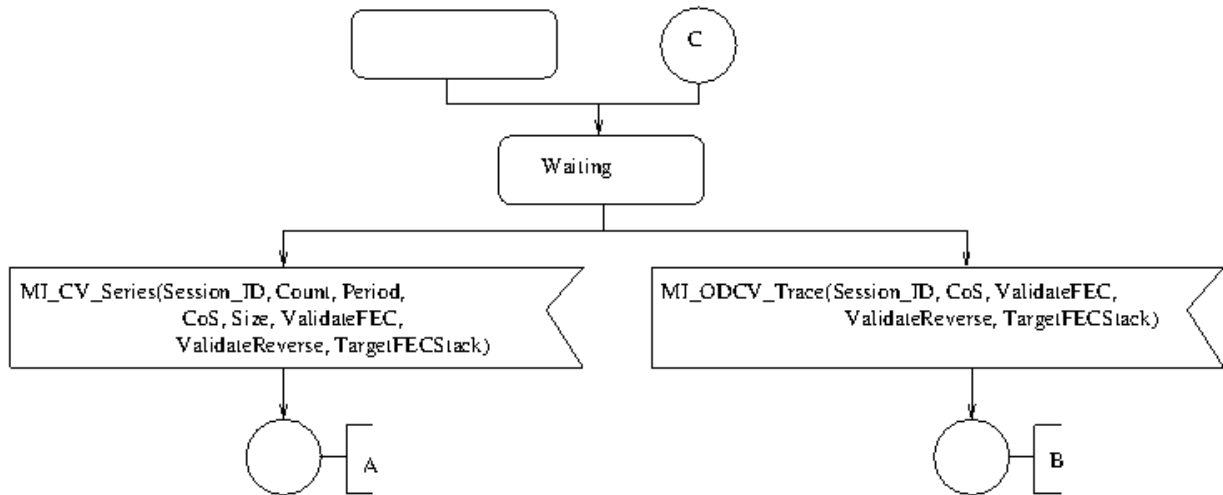 C
Waiting
MI_CV_Series(Session_ID, Count, Period,
CoS, Size, ValidateFEC,
ValidateReverse, TargetFECStack)
MI_ODCV_Trace(Session_ID, CoS, ValidateFEC,
ValidateReverse, TargetFECStack)
A
B